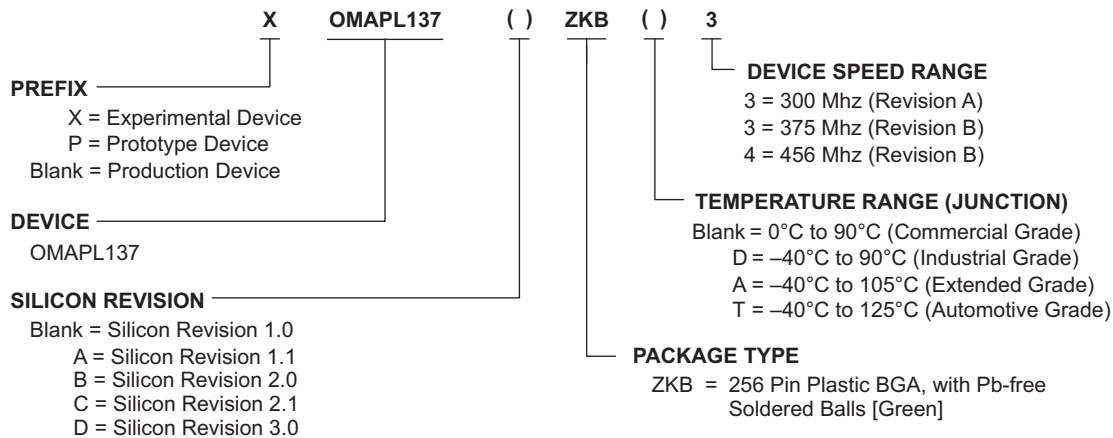 X OMAPL137 ( ) ZKB ( ) 3
PREFIX
X = Experimental Device
P = Prototype Device
Blank = Production Device
DEVICE
OMAPL137
SILICON REVISION
Blank = Silicon Revision 1.0
A = Silicon Revision 1.1
B = Silicon Revision 2.0
C = Silicon Revision 2.1
D = Silicon Revision 3.0
DEVICE SPEED RANGE
3 = 300 Mhz (Revision A)
3 = 375 Mhz (Revision B)
4 = 456 Mhz (Revision B)
TEMPERATURE RANGE (JUNCTION)
Blank = 0°C to 90°C (Commercial Grade)
D = –40°C to 90°C (Industrial Grade)
A = –40°C to 105°C (Extended Grade)
T = –40°C to 125°C (Automotive Grade)
PACKAGE TYPE
ZKB = 256 Pin Plastic BGA, with Pb-free
Soldered Balls [Green]